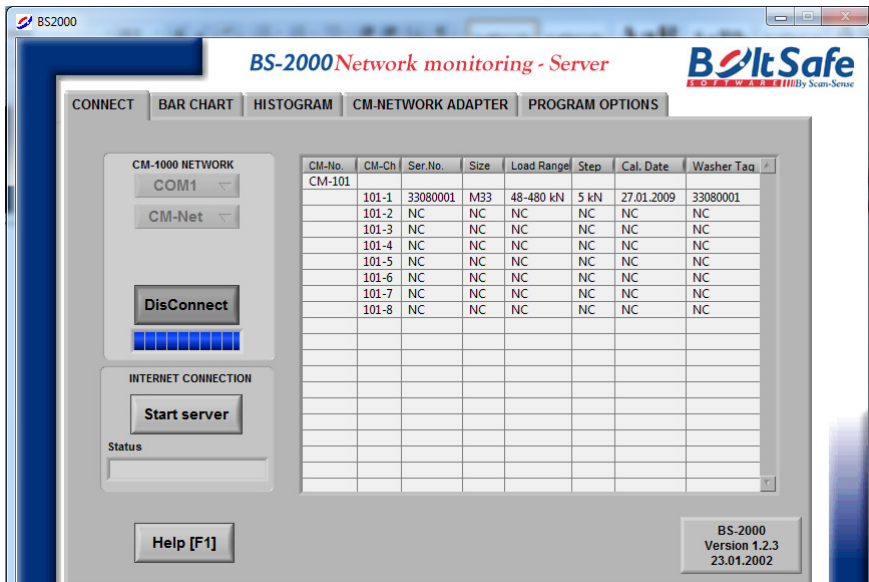 BS2000
BS-2000 Network monitoring - Server
BoltSafe
SOFTWARE By Scan-Sense
CONNECT BAR CHART HISTOGRAM CM-NETWORK ADAPTER PROGRAM OPTIONS
CM-1000 NETWORK
COM1
CM-Net
DisConnect
INTERNET CONNECTION
Start server
Status
Help [F1]
CM-No. CM-Ch Ser.No. Size Load Range Step Cal. Date Washer Tag
CM-101
101-1 33080001 M33 48-480 kN 5 kN 27.01.2009 33080001
101-2 NC NC NC NC NC NC
101-3 NC NC NC NC NC NC
101-4 NC NC NC NC NC NC
101-5 NC NC NC NC NC NC
101-6 NC NC NC NC NC NC
101-7 NC NC NC NC NC NC
101-8 NC NC NC NC NC NC
BS-2000
Version 1.2.3
23.01.2002